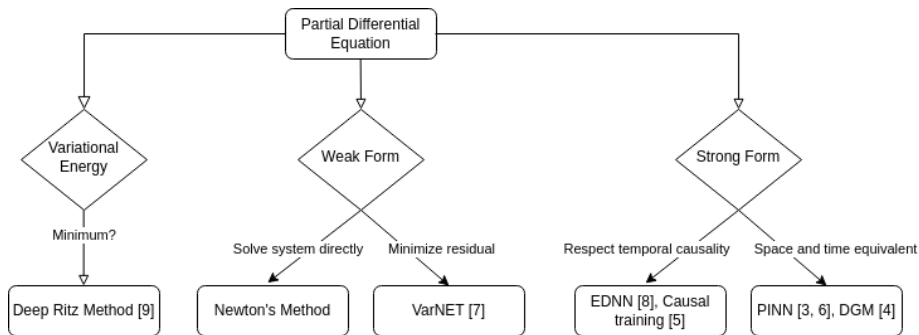 Partial Differential
Equation
Variational
Energy
Weak Form
Strong Form
Minimum?
Solve system directly
Minimize residual
Respect temporal causality
Space and time equivalent
Deep Ritz Method [9]
Newton's Method
VarNET [7]
EDNN [8], Causal
training [5]
PINN [3, 6], DGM [4]